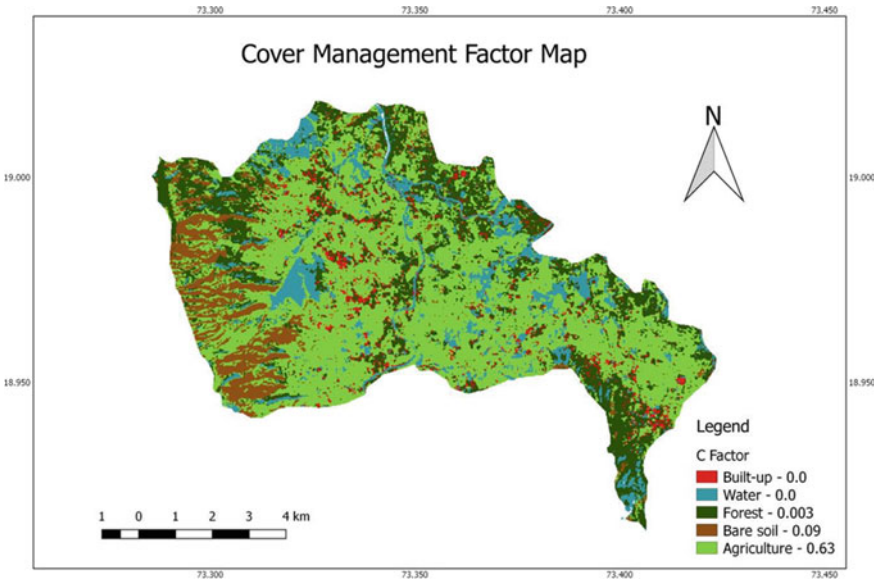 73.300 73.350 73.400 73.450
Cover Management Factor Map
N
19.000 19.000
18.950 18.950
Legend
C Factor
Built-up - 0.0
Water - 0.0
Forest - 0.003
Bare soil - 0.09
Agriculture - 0.63
1 0 1 2 3 4 km
73.300 73.350 73.400 73.450